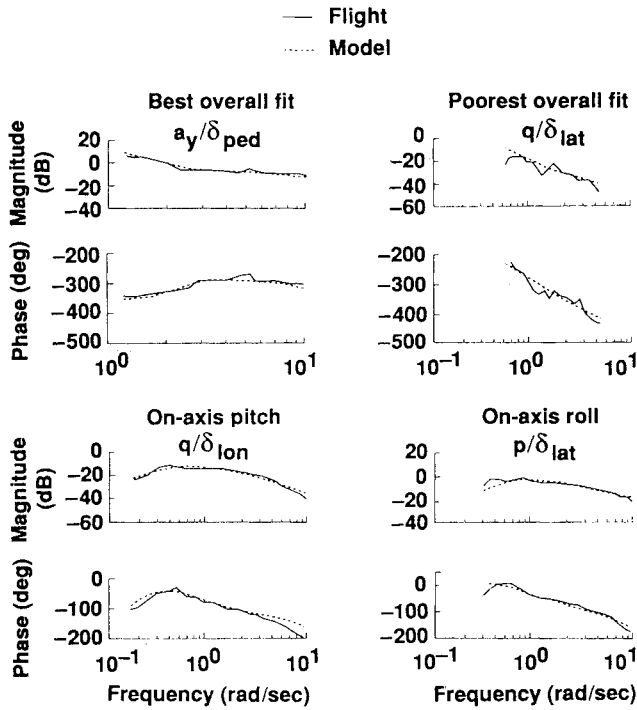 Flight
Model
Best overall fit
a_y/δ_ped
Magnitude (dB)
20
0
−20
−40
Phase (deg)
−200
−300
−400
−500
10^0
10^1
Poorest overall fit
q/δ_lat
0
−20
−40
−60
−200
−300
−400
−500
10^−1
10^0
10^1
On-axis pitch
q/δ_lon
Magnitude (dB)
0
−20
−40
−60
Phase (deg)
0
−100
−200
10^−1
10^0
10^1
Frequency (rad/sec)
On-axis roll
p/δ_lat
20
0
−20
−40
0
−100
−200
10^−1
10^0
10^1
Frequency (rad/sec)